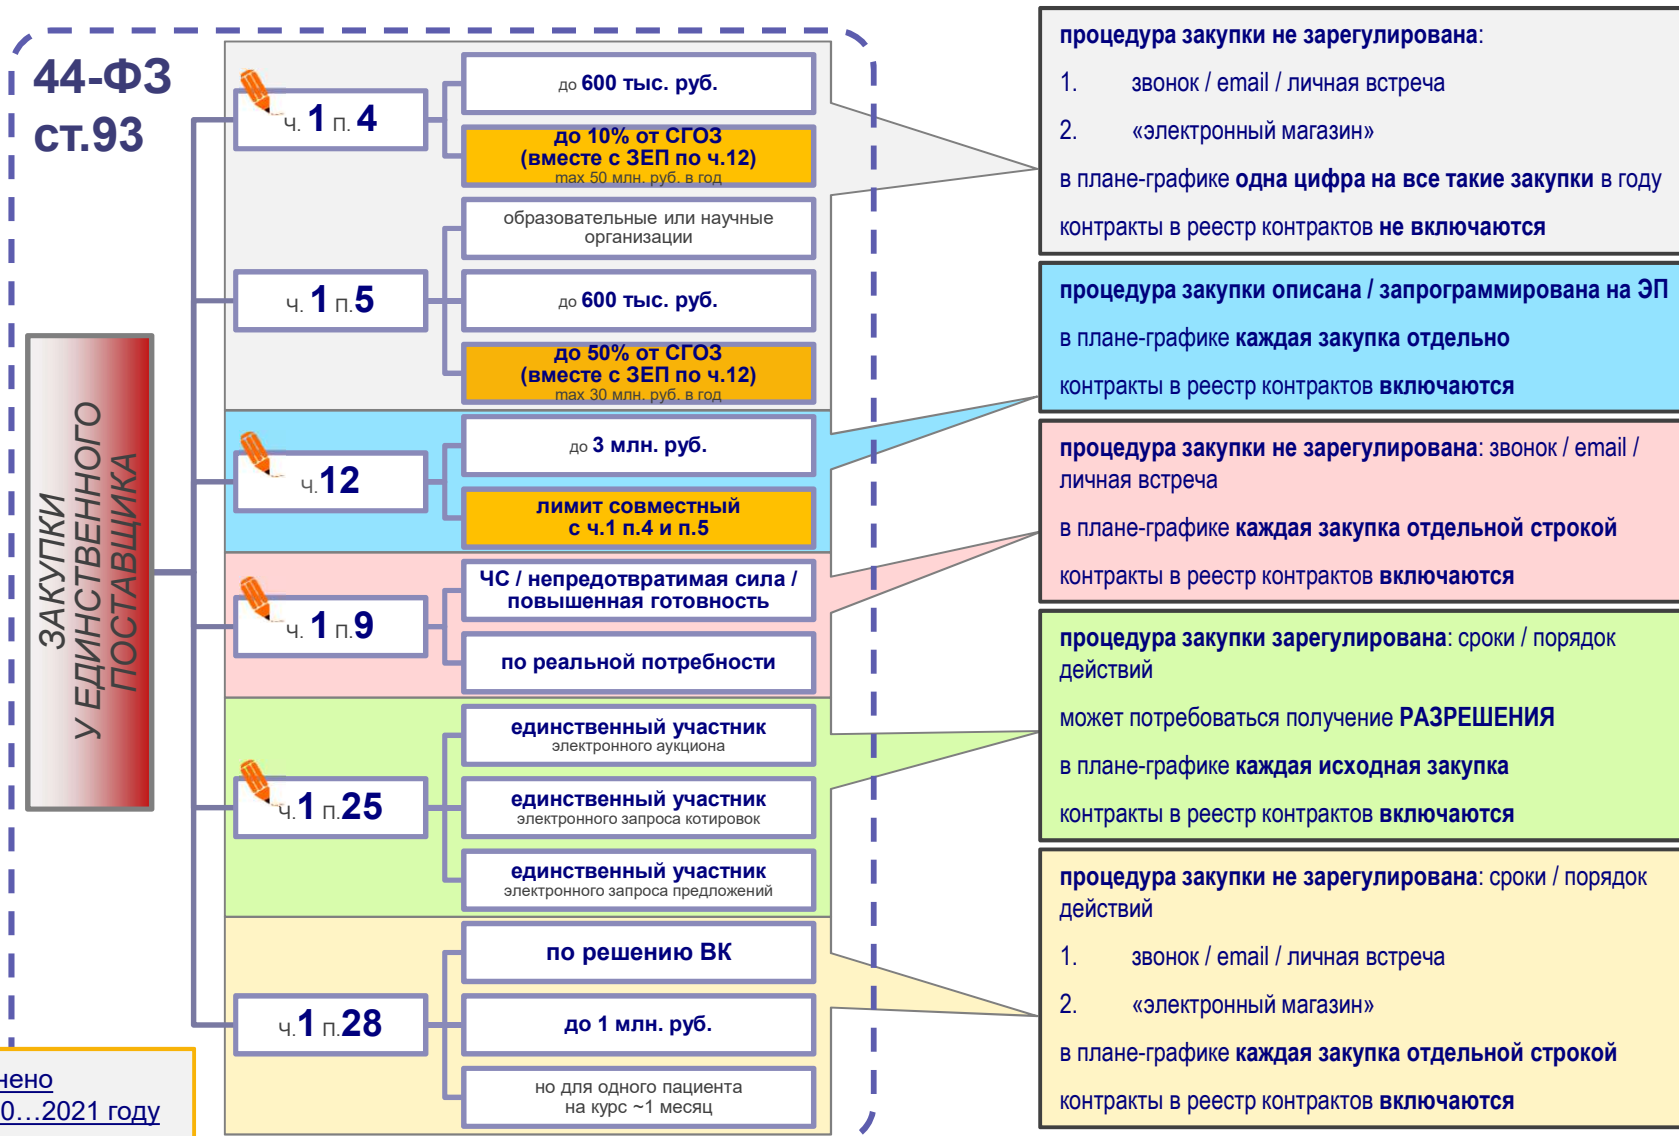 44-ФЗ
ст.93
ЗАКУПКИ
У ЕДИНСТВЕННОГО
ПОСТАВЩИКА
ч. 1 п. 4
до 600 тыс. руб.
до 10% от СГОЗ
(вместе с ЗЕП по ч.12)
max 50 млн. руб. в год
ч. 1 п.5
образовательные или научные
организации
до 600 тыс. руб.
до 50% от СГОЗ
(вместе с ЗЕП по ч.12)
max 30 млн. руб. в год
ч.12
до 3 млн. руб.
лимит совместный
с ч.1 п.4 и п.5
ч. 1 п.9
ЧС / непредотвратимая сила /
повышенная готовность
по реальной потребности
ч.1 п.25
единственный участник
электронного аукциона
единственный участник
электронного запроса котировок
единственный участник
электронного запроса предложений
ч.1 п.28
по решению ВК
до 1 млн. руб.
но для одного пациента
на курс ~1 месяц
процедура закупки не зарегулирована:
1. звонок / email / личная встреча
2. «электронный магазин»
в плане-графике одна цифра на все такие закупки в году
контракты в реестр контрактов не включаются
процедура закупки описана / запрограммирована на ЭП
в плане-графике каждая закупка отдельно
контракты в реестр контрактов включаются
процедура закупки не зарегулирована: звонок / email /
личная встреча
в плане-графике каждая закупка отдельной строкой
контракты в реестр контрактов включаются
процедура закупки зарегулирована: сроки / порядок
действий
может потребоваться получение РАЗРЕШЕНИЯ
в плане-графике каждая исходная закупка
контракты в реестр контрактов включаются
процедура закупки не зарегулирована: сроки / порядок
действий
1. звонок / email / личная встреча
2. «электронный магазин»
в плане-графике каждая закупка отдельной строкой
контракты в реестр контрактов включаются
нено
0…2021 году